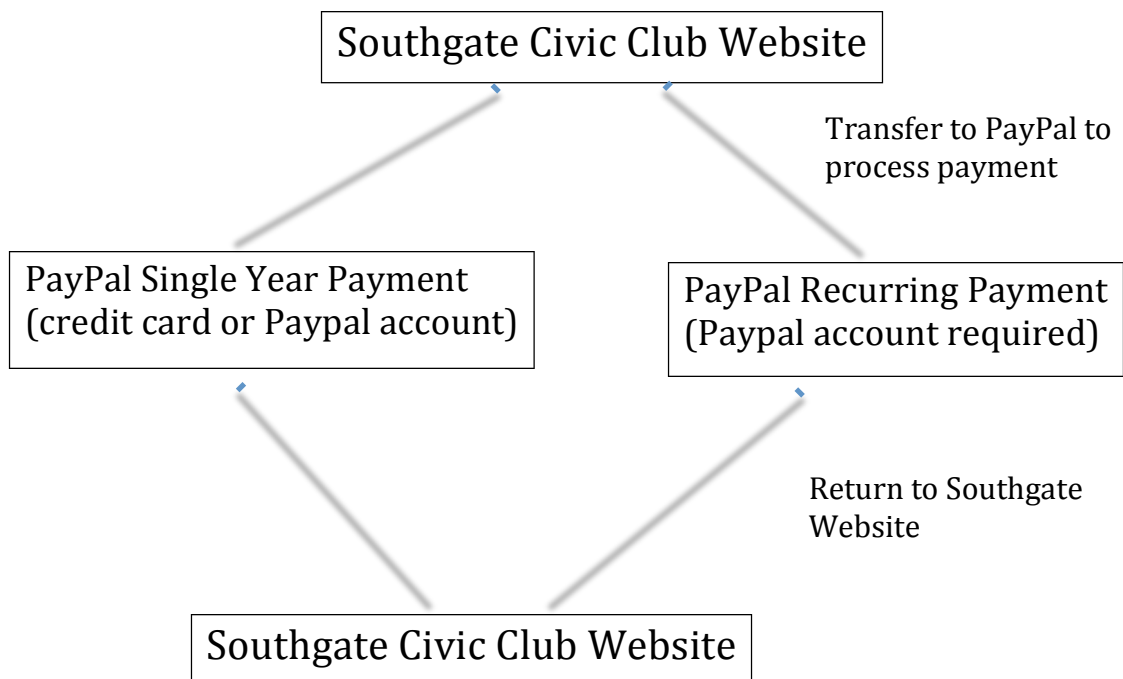 Southgate Civic Club Website
Transfer to PayPal to
process payment
PayPal Single Year Payment
(credit card or Paypal account)
PayPal Recurring Payment
(Paypal account required)
Return to Southgate
Website
Southgate Civic Club Website